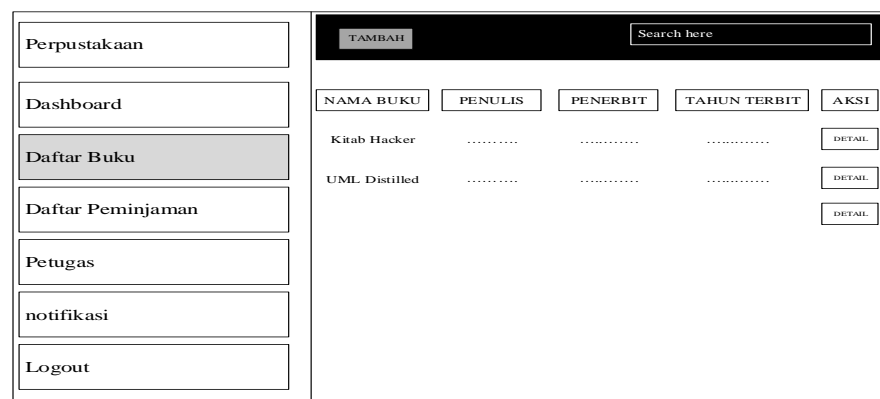 Perpustakaan
Dashboard
Daftar Buku
Daftar Peminjaman
Petugas
notifikasi
Logout
TAMBAH Search here
NAMA BUKU PENULIS PENERBIT TAHUN TERBIT AKSI
Kitab Hacker ………. ………… ………… DETAIL
UML Distilled ………. ………… ………… DETAIL
DETAIL